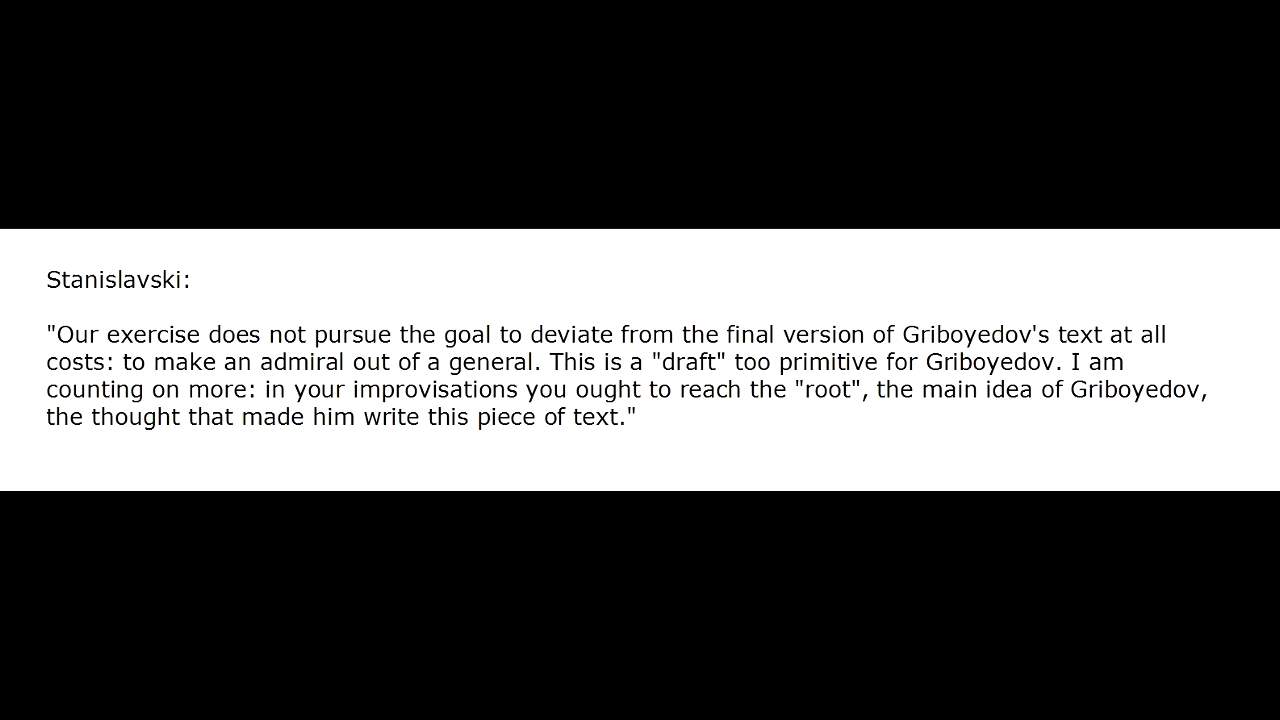 Stanislavski:
"Our exercise does not pursue the goal to deviate from the final version of Griboyedov's text at all
costs: to make an admiral out of a general. This is a "draft" too primitive for Griboyedov. I am
counting on more: in your improvisations you ought to reach the "root", the main idea of Griboyedov,
the thought that made him write this piece of text."